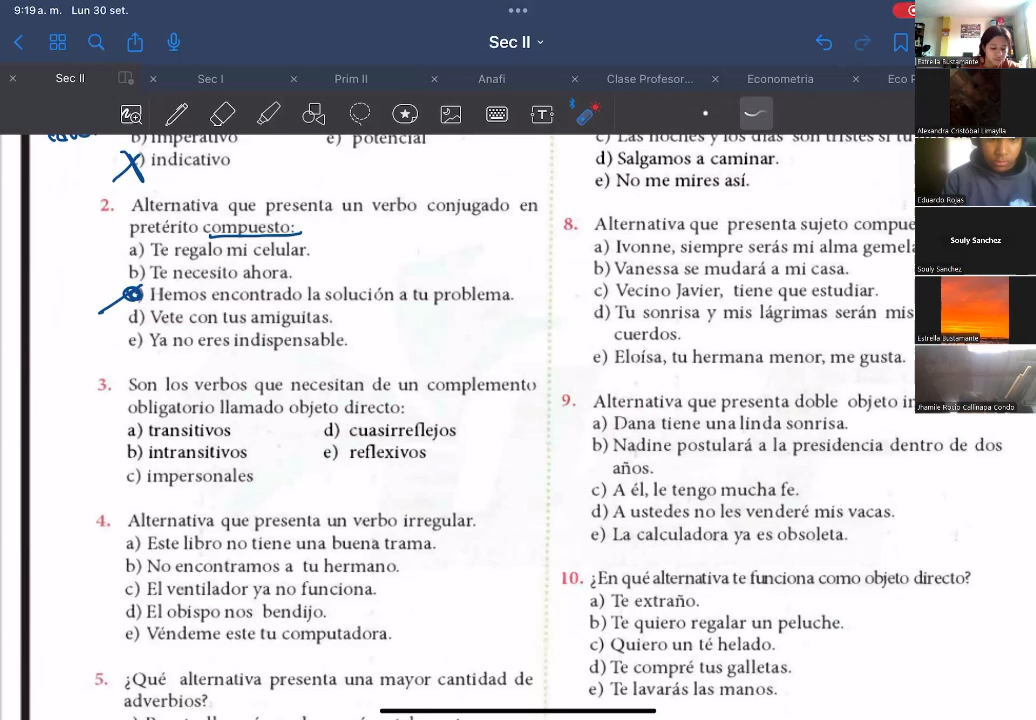 9:19 a. m. Lun 30 set.
Sec II
Sec II
Sec I
Prim II
Anafi
Clase Profesor...
Econometria
Eco
b) imperativo
e) potencial
) indicativo
2. Alternativa que presenta un verbo conjugado en
pretérito compuesto:
a) Te regalo mi celular.
b) Te necesito ahora.
Hemos encontrado la solución a tu problema.
d) Vete con tus amiguitas.
e) Ya no eres indispensable.
3. Son los verbos que necesitan de un complemento
obligatorio llamado objeto directo:
a) transitivos d) cuasirreflejos
b) intransitivos e) reflexivos
c) impersonales
4. Alternativa que presenta un verbo irregular.
a) Este libro no tiene una buena trama.
b) No encontramos a tu hermano.
c) El ventilador ya no funciona.
d) El obispo nos bendijo.
e) Véndeme este tu computadora.
5. ¿Qué alternativa presenta una mayor cantidad de
adverbios?
c) Las noches y los días son tristes si tú
d) Salgamos a caminar.
e) No me mires así.
8. Alternativa que presenta sujeto compue
a) Ivonne, siempre serás mi alma gemela
b) Vanessa se mudará a mi casa.
c) Vecino Javier, tiene que estudiar.
d) Tu sonrisa y mis lágrimas serán mis
cuerdos.
e) Eloísa, tu hermana menor, me gusta.
9. Alternativa que presenta doble objeto in
a) Dana tiene una linda sonrisa.
b) Nadine postulará a la presidencia dentro de dos
años.
c) A él, le tengo mucha fe.
d) A ustedes no les venderé mis vacas.
e) La calculadora ya es obsoleta.
10. ¿En qué alternativa te funciona como objeto directo?
a) Te extraño.
b) Te quiero regalar un peluche.
c) Quiero un té helado.
d) Te compré tus galletas.
e) Te lavarás las manos.
Estrella Bustamante
Alexandra Cristóbal Limaylla
Eduardo Rojas
Souly Sanchez
Souly Sanchez
Estrella Bustamante
Jhamile Rocío Callinapa Condo